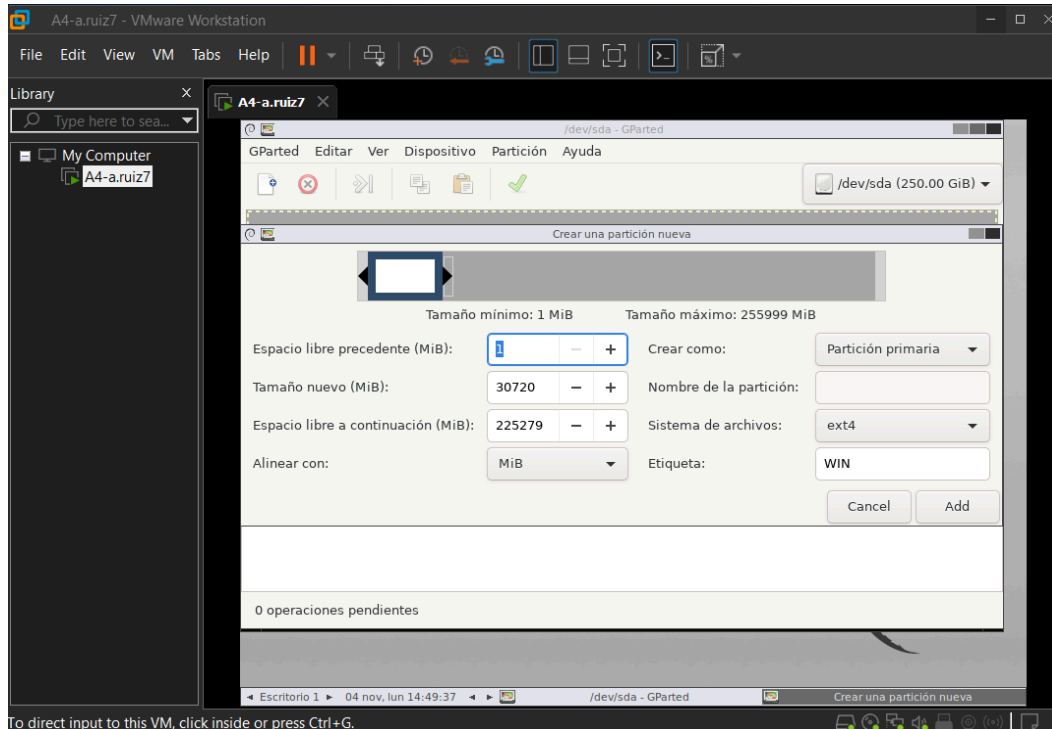 A4-a.ruiz7 - VMware Workstation
File Edit View VM Tabs Help
Library
A4-a.ruiz7
Type here to sea...
My Computer
A4-a.ruiz7
/dev/sda - GParted
GParted Editar Ver Dispositivo Partición Ayuda
/dev/sda (250.00 GiB)
Crear una partición nueva
Tamaño mínimo: 1 MiB Tamaño máximo: 255999 MiB
Espacio libre precedente (MiB): 1 Crear como: Partición primaria
Tamaño nuevo (MiB): 30720 Nombre de la partición:
Espacio libre a continuación (MiB): 225279 Sistema de archivos: ext4
Alinear con: MiB Etiqueta: WIN
Cancel Add
0 operaciones pendientes
Escritorio 1 04 nov, lun 14:49:37 /dev/sda - GParted Crear una partición nueva
To direct input to this VM, click inside or press Ctrl+G.